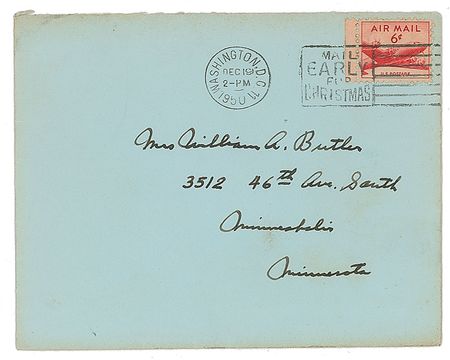 AIR MAIL
6¢
U.S. POSTAGE
WASHINGTON, D.C. 11
DEC 19
2-PM
1950
MAIL
EARLY
FOR
CHRISTMAS
Mrs William A. Butler
3512 46th Ave. South
Minneapolis
Minnesota